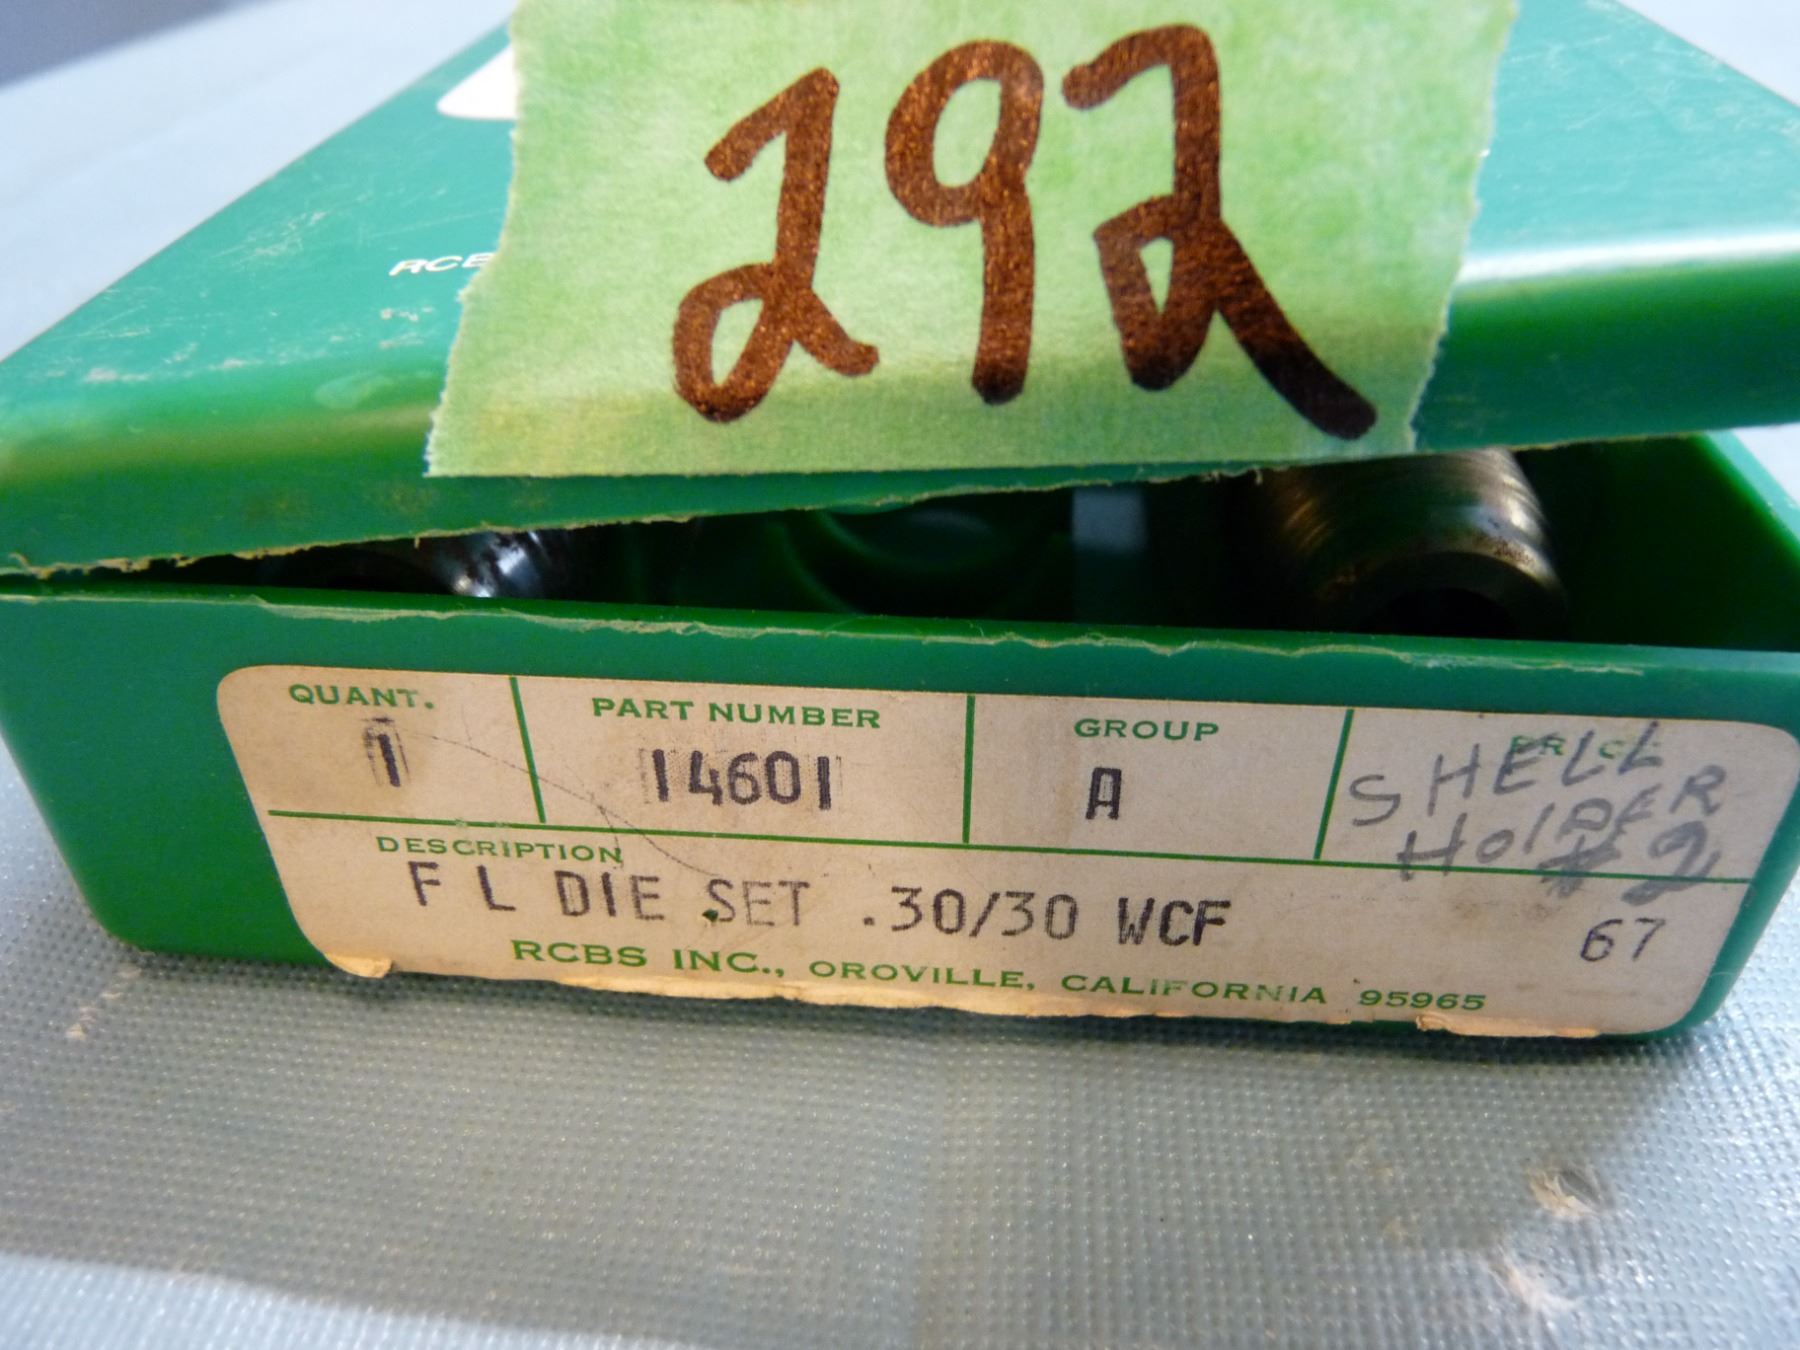 292
RCB
QUANT. PART NUMBER GROUP
1 14601 A SHELL
HOLDER
# 2
DESCRIPTION
F L DIE SET .30/30 WCF 67
RCBS INC., OROVILLE, CALIFORNIA 95965